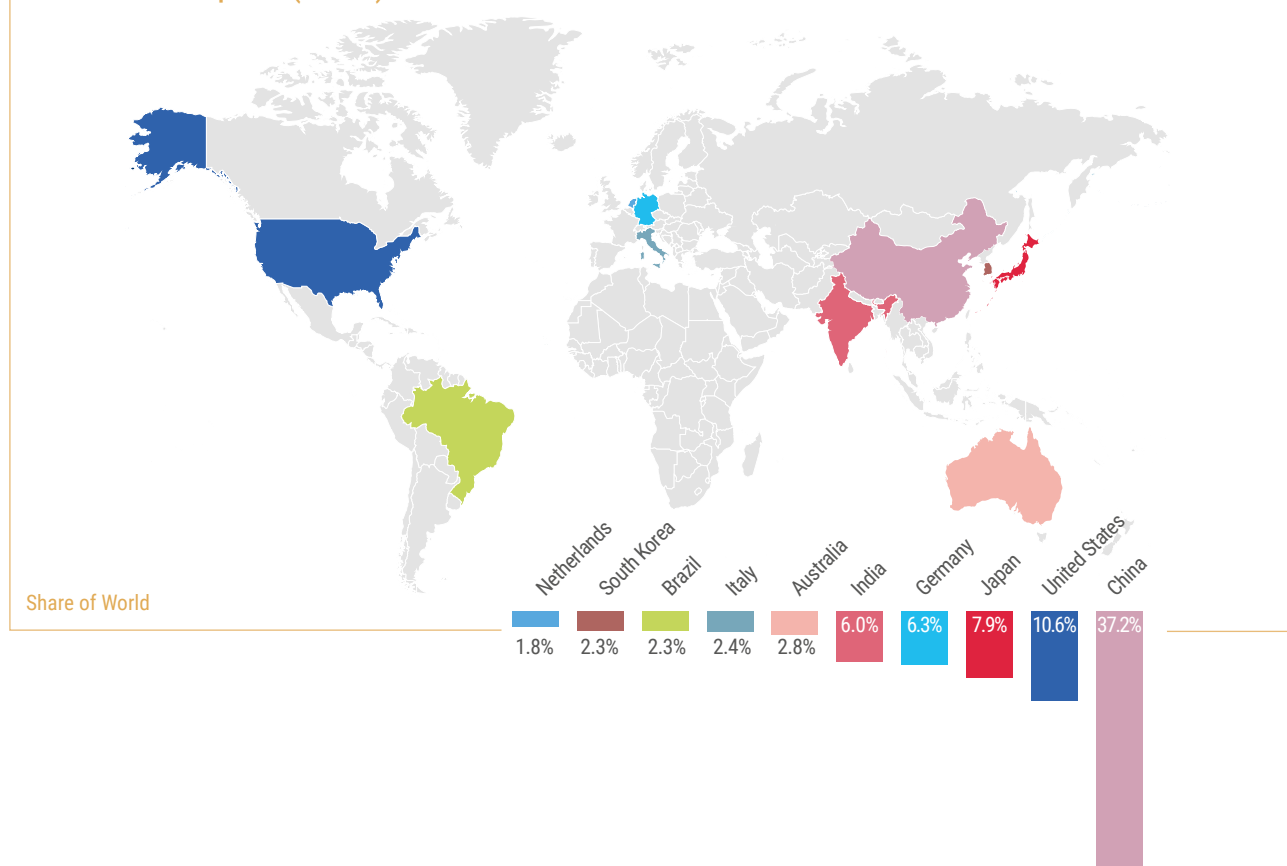 Share of World
Netherlands
South Korea
Brazil
Italy
Australia
India
Germany
Japan
United States
China
1.8%
2.3%
2.3%
2.4%
2.8%
6.0%
6.3%
7.9%
10.6%
37.2%